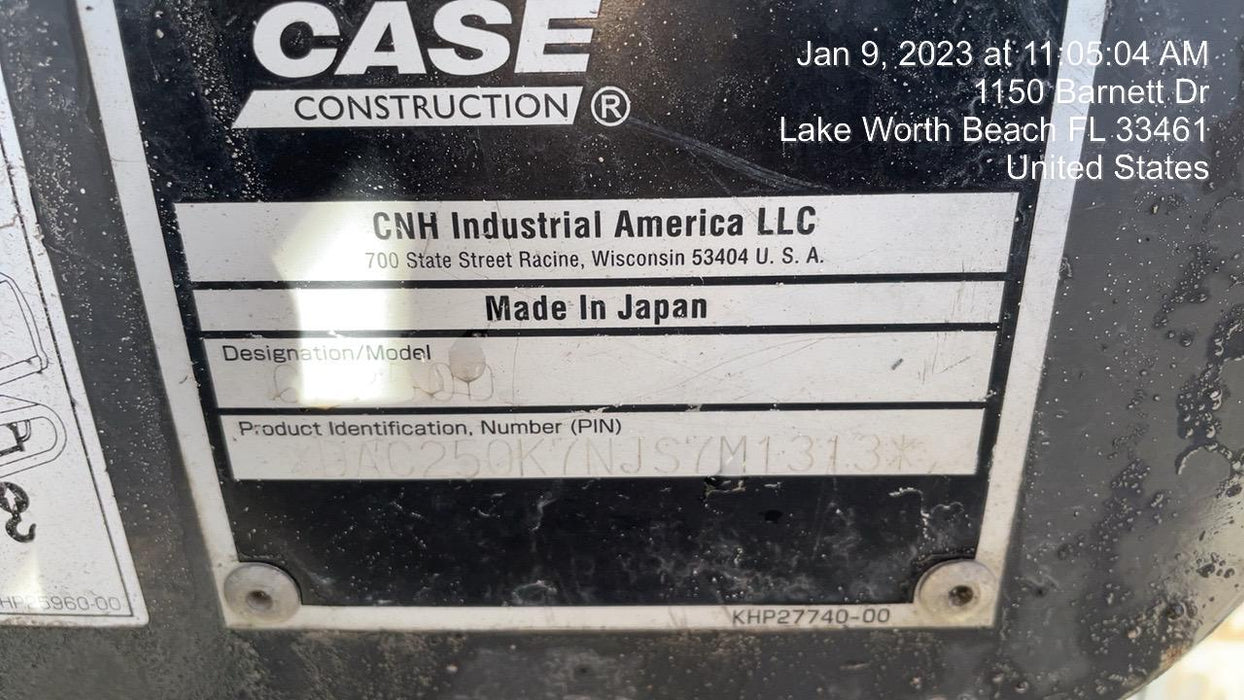 CASE
CONSTRUCTION ®
Jan 9, 2023 at 11:05:04 AM
1150 Barnett Dr
Lake Worth Beach FL 33461
United States
CNH Industrial America LLC
700 State Street Racine, Wisconsin 53404 U. S. A.
Made In Japan
Designation/Model
Product Identification, Number (PIN)
KHP27740-00